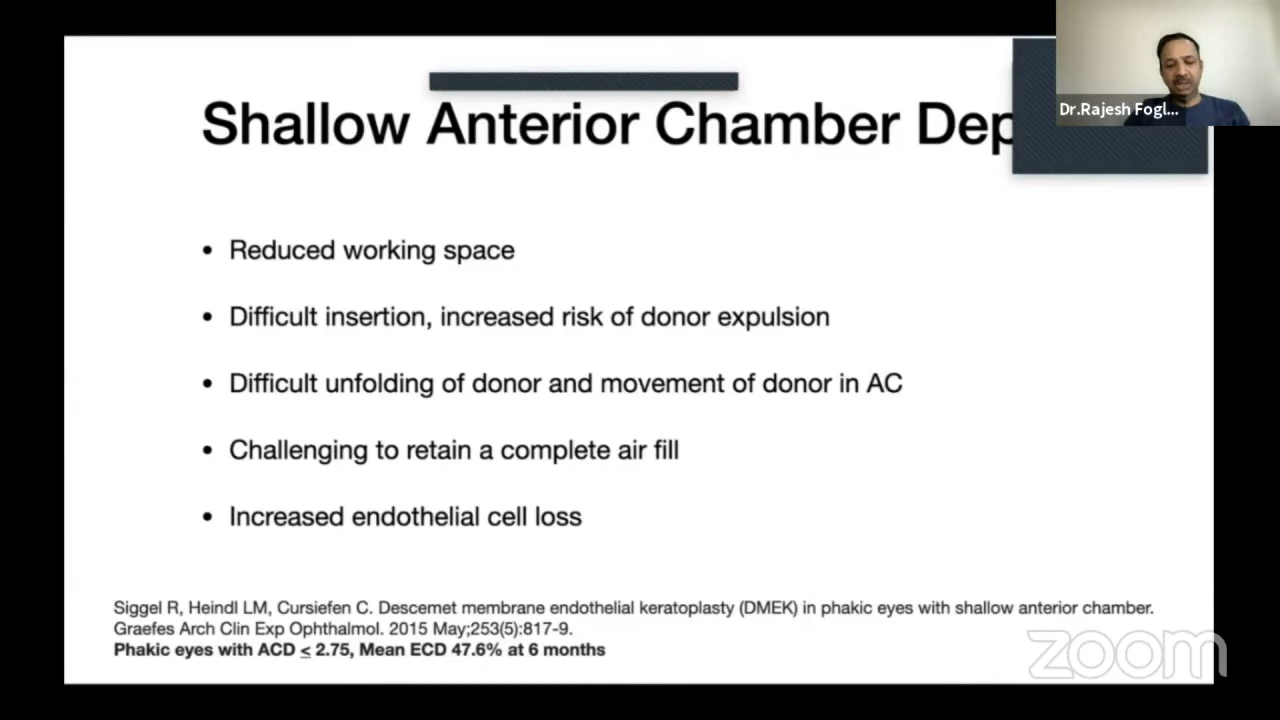 Shallow Anterior Chamber Dep
Dr.Rajesh Fogl...
• Reduced working space
• Difficult insertion, increased risk of donor expulsion
• Difficult unfolding of donor and movement of donor in AC
• Challenging to retain a complete air fill
• Increased endothelial cell loss
Siggel R, Heindl LM, Cursiefen C. Descemet membrane endothelial keratoplasty (DMEK) in phakic eyes with shallow anterior chamber.
Graefes Arch Clin Exp Ophthalmol. 2015 May;253(5):817-9.
Phakic eyes with ACD ≤ 2.75, Mean ECD 47.6% at 6 months
zoom